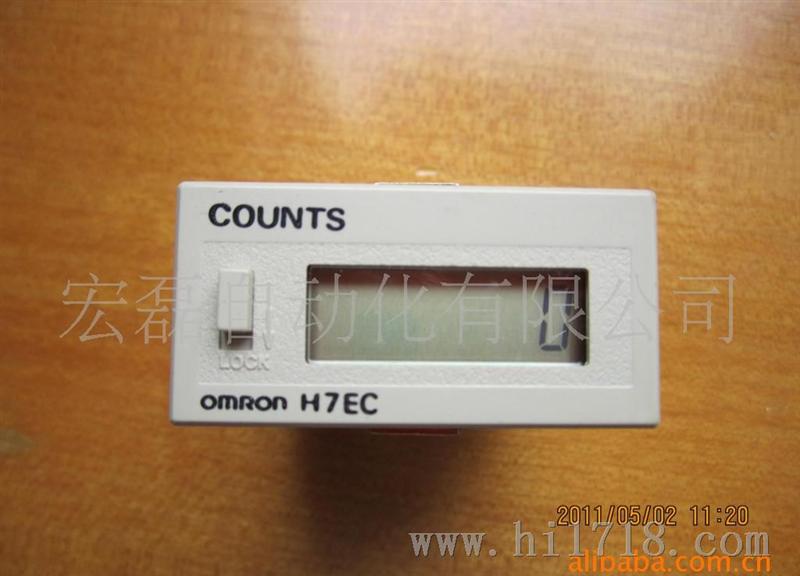 COUNTS
0
宏磊自动化有限公司
LOCK
OMRON H7EC
2011/05/02 11:20
www.hi1718.com
alibaba.com.cn